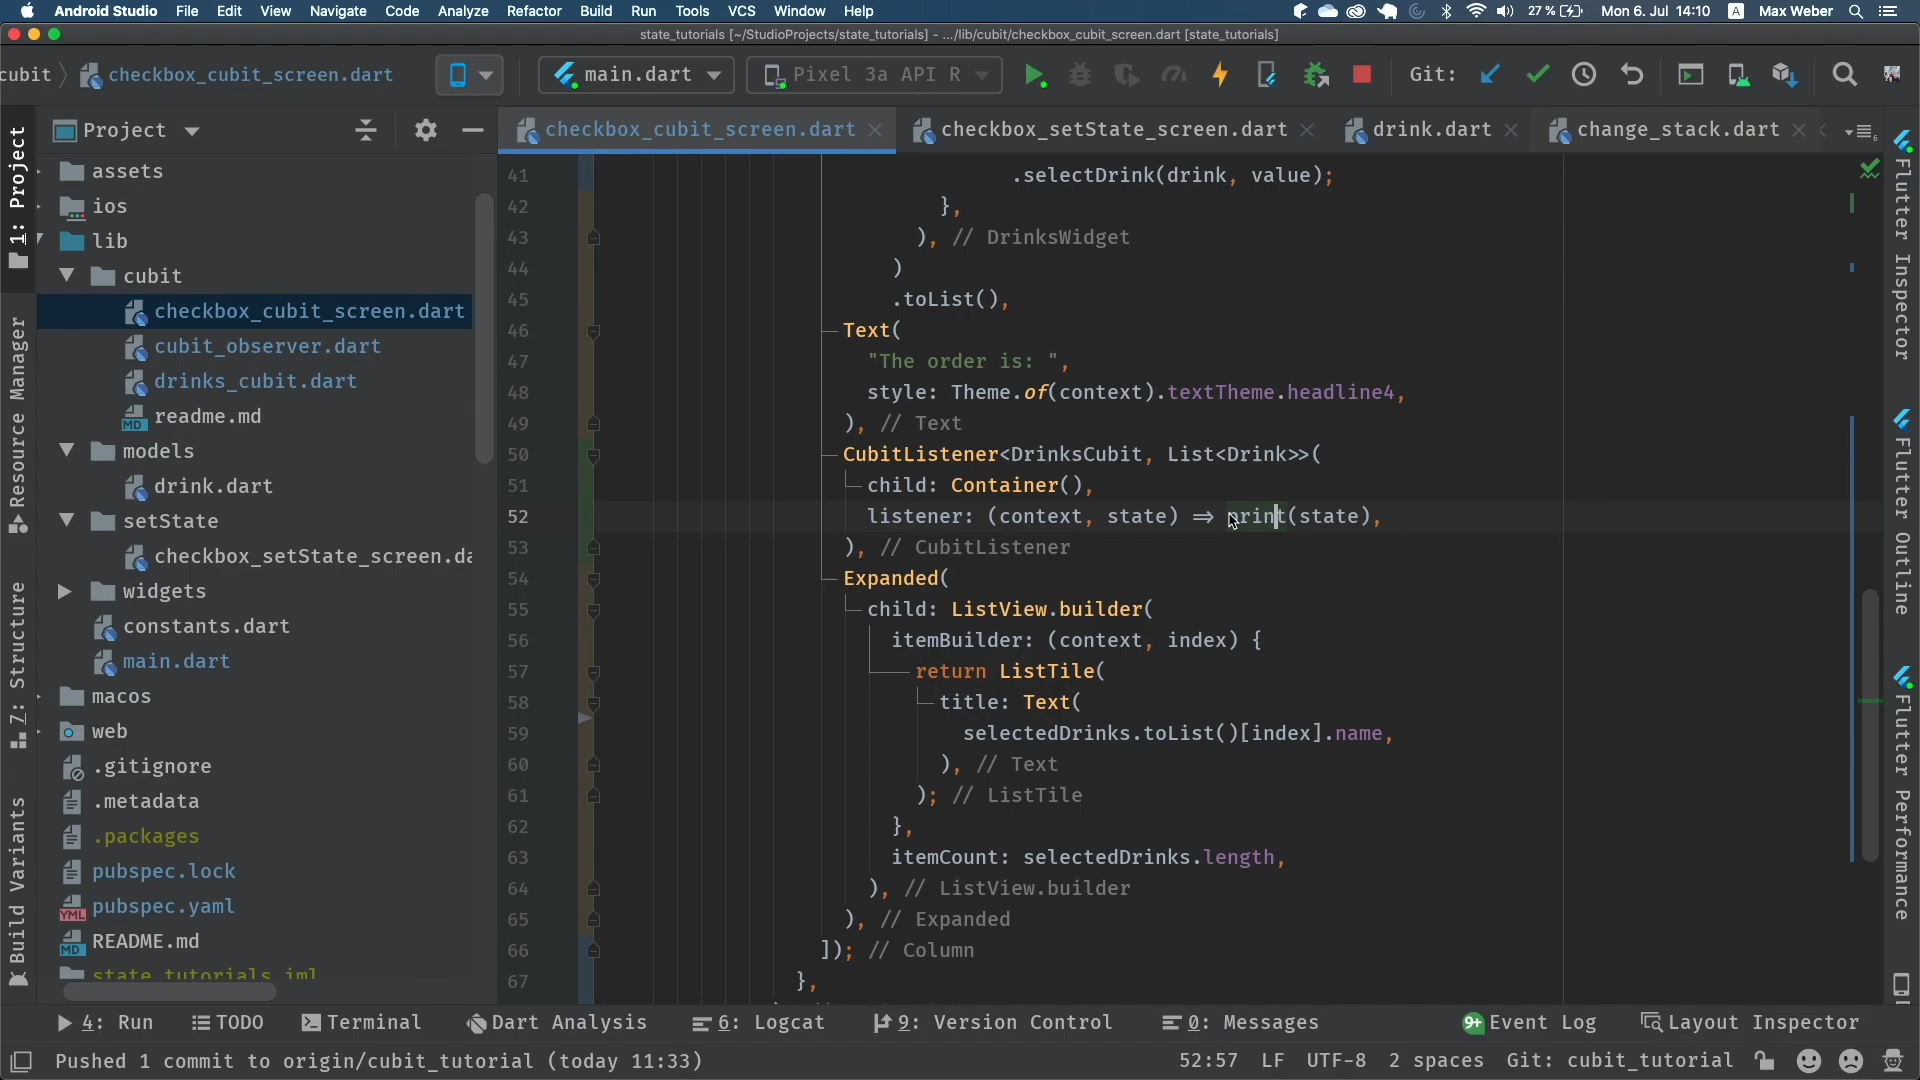 Android Studio File Edit View Navigate Code Analyze Refactor Build Run Tools VCS Window Help 27 % Mon 6. Jul 14:10 A Max Weber
state_tutorials [~/StudioProjects/state_tutorials] - .../lib/cubit/checkbox_cubit_screen.dart [state_tutorials]
cubit checkbox_cubit_screen.dart main.dart Pixel 3a API R Git:
Project checkbox_cubit_screen.dart checkbox_setState_screen.dart drink.dart change_stack.dart
1: Project
Resource Manager
7: Structure
Build Variants
assets
ios
lib
cubit
checkbox_cubit_screen.dart
cubit_observer.dart
drinks_cubit.dart
MD readme.md
models
drink.dart
setState
checkbox_setState_screen.da
widgets
constants.dart
main.dart
macos
web
.gitignore
.metadata
.packages
pubspec.lock
YML pubspec.yaml
MD README.md
state_tutorials.iml
41 .selectDrink(drink, value);
42 },
43 ), // DrinksWidget
44 )
45 .toList(),
46 Text(
47 "The order is: ",
48 style: Theme.of(context).textTheme.headline4,
49 ), // Text
50 CubitListener<DrinksCubit, List<Drink>>(
51 child: Container(),
52 listener: (context, state) => print(state),
53 ), // CubitListener
54 Expanded(
55 child: ListView.builder(
56 itemBuilder: (context, index) {
57 return ListTile(
58 title: Text(
59 selectedDrinks.toList()[index].name,
60 ), // Text
61 ); // ListTile
62 },
63 itemCount: selectedDrinks.length,
64 ), // ListView.builder
65 ), // Expanded
66 ]); // Column
67 },
Flutter Inspector
Flutter Outline
Flutter Performance
4: Run TODO Terminal Dart Analysis 6: Logcat 9: Version Control 0: Messages 9+ Event Log Layout Inspector
Pushed 1 commit to origin/cubit_tutorial (today 11:33) 52:57 LF UTF-8 2 spaces Git: cubit_tutorial